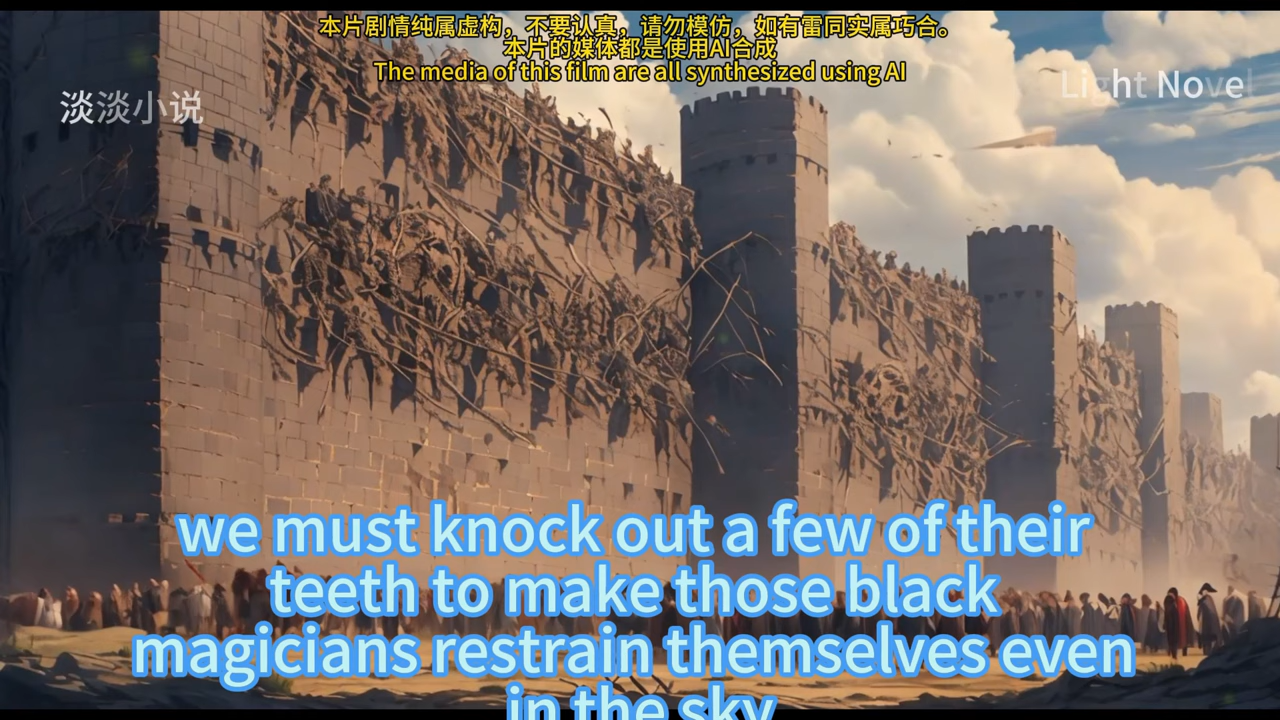 本片剧情纯属虚构，不要认真，请勿模仿，如有雷同实属巧合。
本片的媒体都是使用AI合成
The media of this film are all synthesized using AI
淡淡小说
Light Novel
we must knock out a few of their
teeth to make those black
magicians restrain themselves even
in the sky